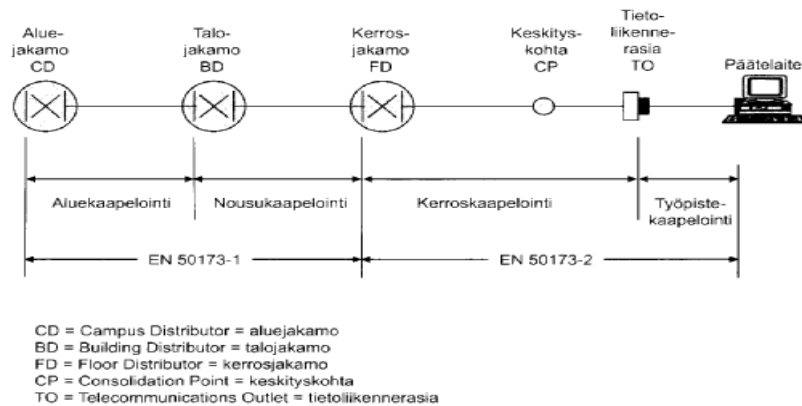 Alue-
jakamo
CD
Talo-
jakamo
BD
Kerros-
jakamo
FD
Keskitys-
kohta
CP
Tieto-
liikenne-
rasia
TO
Päätelaite
Aluekaapelointi
Nousukaapelointi
Kerroskaapelointi
Työpiste-
kaapelointi
EN 50173-1
EN 50173-2
CD = Campus Distributor = aluejakamo
BD = Building Distributor = talojakamo
FD = Floor Distributor = kerrosjakamo
CP = Consolidation Point = keskityskohta
TO = Telecommunications Outlet = tietoliikennerasia